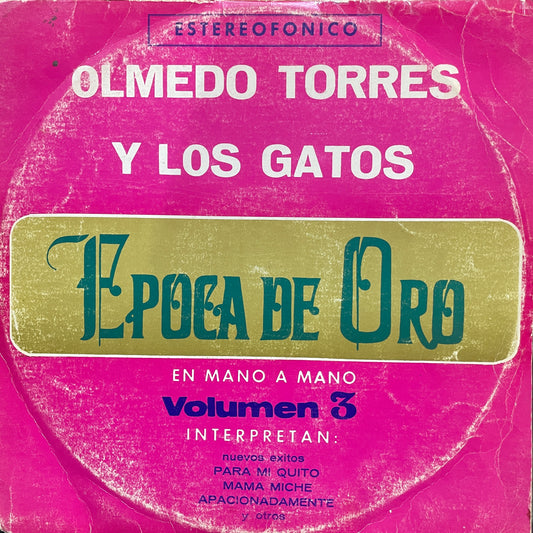 ESTEREOFONICO
OLMEDO TORRES
Y LOS GATOS
EPOCA DE ORO
EN MANO A MANO
Volumen 3
INTERPRETAN:
nuevos exitos
PARA MI QUITO
MAMA MICHE
APACIONADAMENTE
y otros